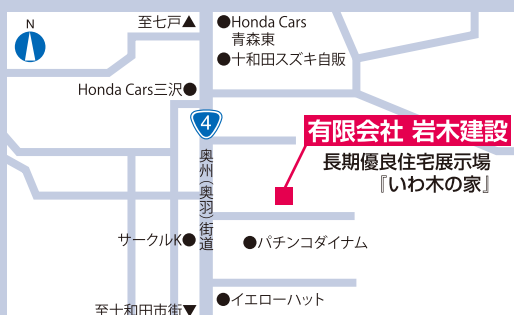 N
至七戸▲
●Honda Cars
青森東
●十和田スズキ自販
Honda Cars三沢●
4
有限会社 岩木建設
長期優良住宅展示場
『いわ木の家』
奥州(奥羽)街道
サークルK●
●パチンコダイナム
●イエローハット
至十和田市街▼